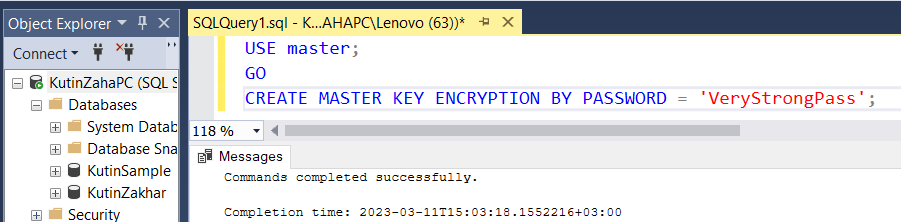 Object Explorer
Connect
KutinZahaPC (SQL S
Databases
System Datab
Database Sna
KutinSample
KutinZakhar
Security
SQLQuery1.sql - K...AHAPC\Lenovo (63))*
USE master;
GO
CREATE MASTER KEY ENCRYPTION BY PASSWORD = 'VeryStrongPass';
118 %
Messages
Commands completed successfully.
Completion time: 2023-03-11T15:03:18.1552216+03:00